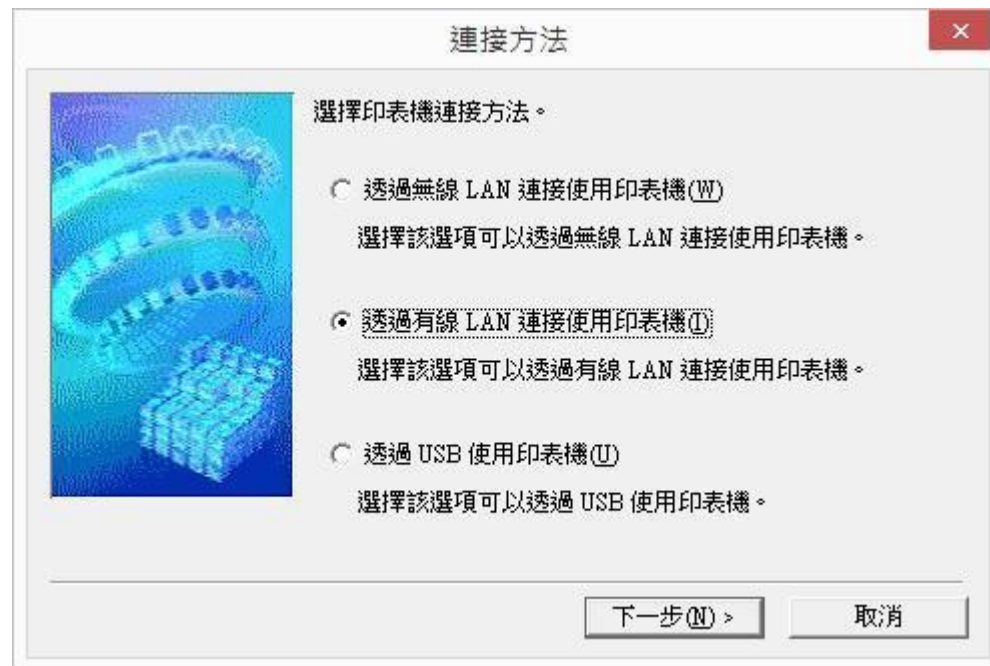 連接方法
選擇印表機連接方法。
透過無線 LAN 連接使用印表機(W)
選擇該選項可以透過無線 LAN 連接使用印表機。
透過有線 LAN 連接使用印表機(I)
選擇該選項可以透過有線 LAN 連接使用印表機。
透過 USB 使用印表機(U)
選擇該選項可以透過 USB 使用印表機。
下一步(N) >
取消